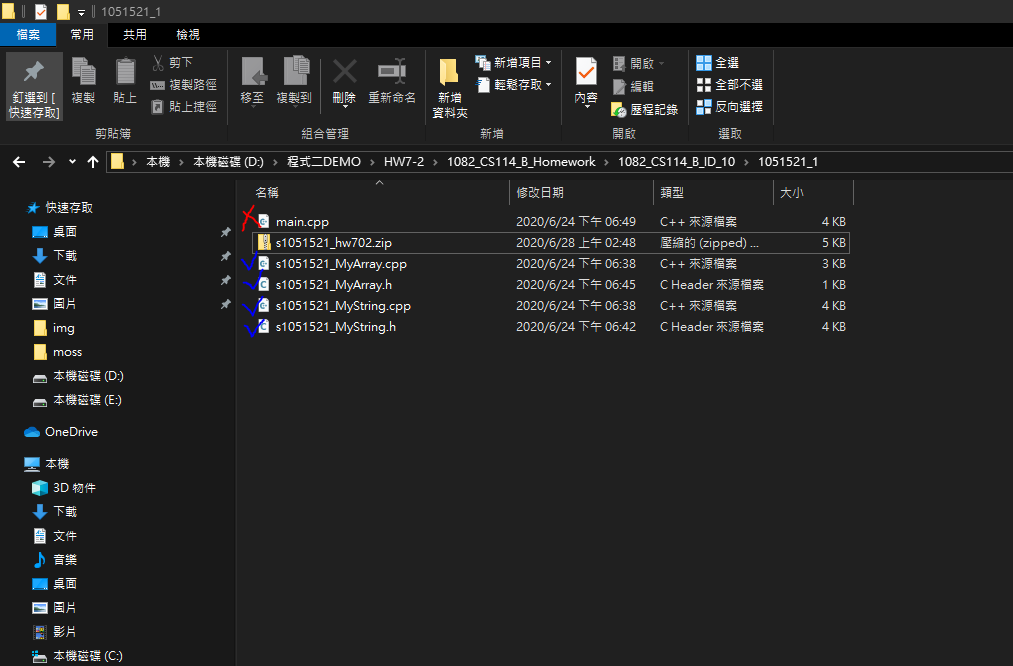 1051521_1
檔案 常用 共用 檢視
釘選到 [快速存取]
複製
貼上
剪下
複製路徑
貼上捷徑
剪貼簿
移至
複製到
刪除
重新命名
組合管理
新增資料夾
新增項目
輕鬆存取
新增
內容
開啟
編輯
歷程記錄
開啟
全選
全部不選
反向選擇
選取
本機 › 本機磁碟 (D:) › 程式二DEMO › HW7-2 › 1082_CS114_B_Homework › 1082_CS114_B_ID_10 › 1051521_1
快速存取
桌面
下載
文件
圖片
img
moss
本機磁碟 (D:)
本機磁碟 (E:)
OneDrive
本機
3D 物件
下載
文件
音樂
桌面
圖片
影片
本機磁碟 (C:)
名稱 修改日期 類型 大小
main.cpp 2020/6/24 下午 06:49 C++ 來源檔案 4 KB
s1051521_hw702.zip 2020/6/28 上午 02:48 壓縮的 (zipped) ... 5 KB
s1051521_MyArray.cpp 2020/6/24 下午 06:38 C++ 來源檔案 3 KB
s1051521_MyArray.h 2020/6/24 下午 06:45 C Header 來源檔案 1 KB
s1051521_MyString.cpp 2020/6/24 下午 06:38 C++ 來源檔案 4 KB
s1051521_MyString.h 2020/6/24 下午 06:42 C Header 來源檔案 4 KB